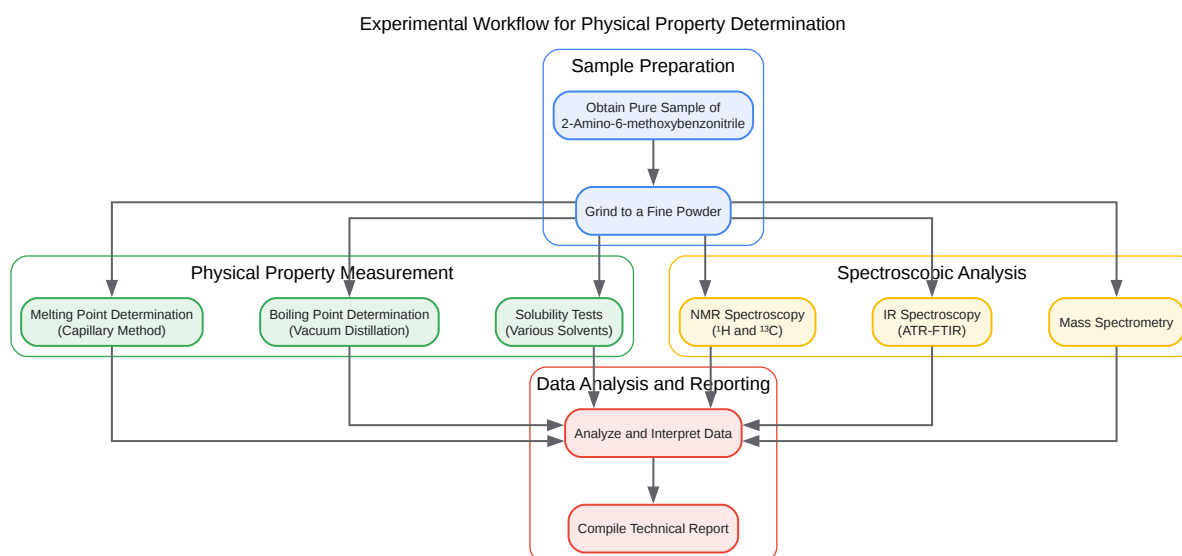 Experimental Workflow for Physical Property Determination
Sample Preparation
Obtain Pure Sample of
2-Amino-6-methoxybenzonitrile
Grind to a Fine Powder
Physical Property Measurement
Melting Point Determination
(Capillary Method)
Boiling Point Determination
(Vacuum Distillation)
Solubility Tests
(Various Solvents)
Spectroscopic Analysis
NMR Spectroscopy
(¹H and ¹³C)
IR Spectroscopy
(ATR-FTIR)
Mass Spectrometry
Data Analysis and Reporting
Analyze and Interpret Data
Compile Technical Report